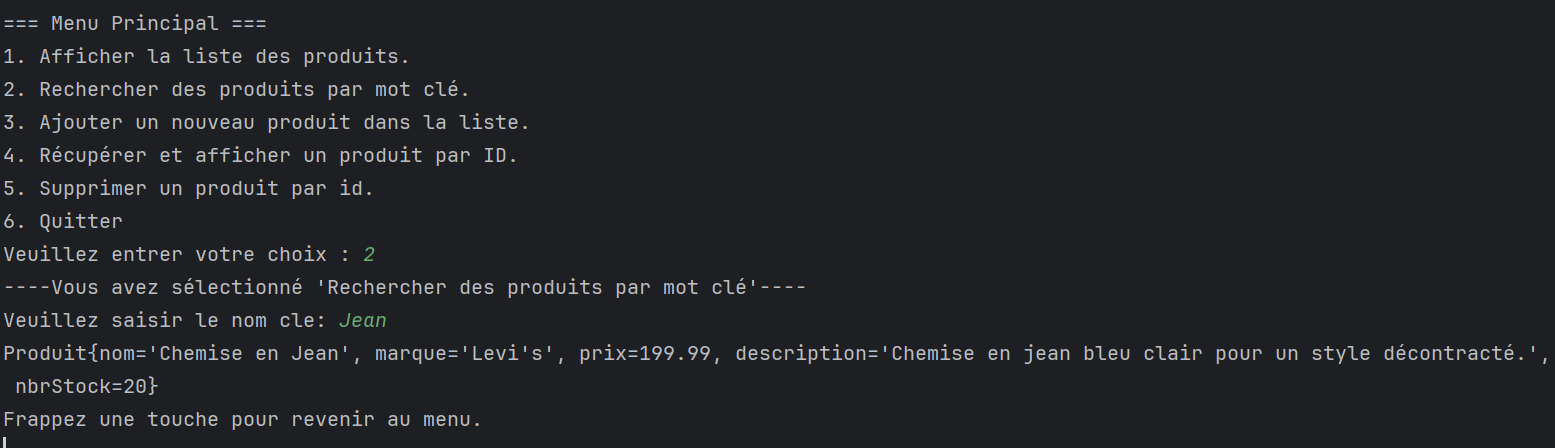 === Menu Principal ===
1. Afficher la liste des produits.
2. Rechercher des produits par mot clé.
3. Ajouter un nouveau produit dans la liste.
4. Récupérer et afficher un produit par ID.
5. Supprimer un produit par id.
6. Quitter
Veuillez entrer votre choix : 2
----Vous avez sélectionné 'Rechercher des produits par mot clé'----
Veuillez saisir le nom cle: Jean
Produit{nom='Chemise en Jean', marque='Levi's', prix=199.99, description='Chemise en jean bleu clair pour un style décontracté.',
 nbrStock=20}
Frappez une touche pour revenir au menu.